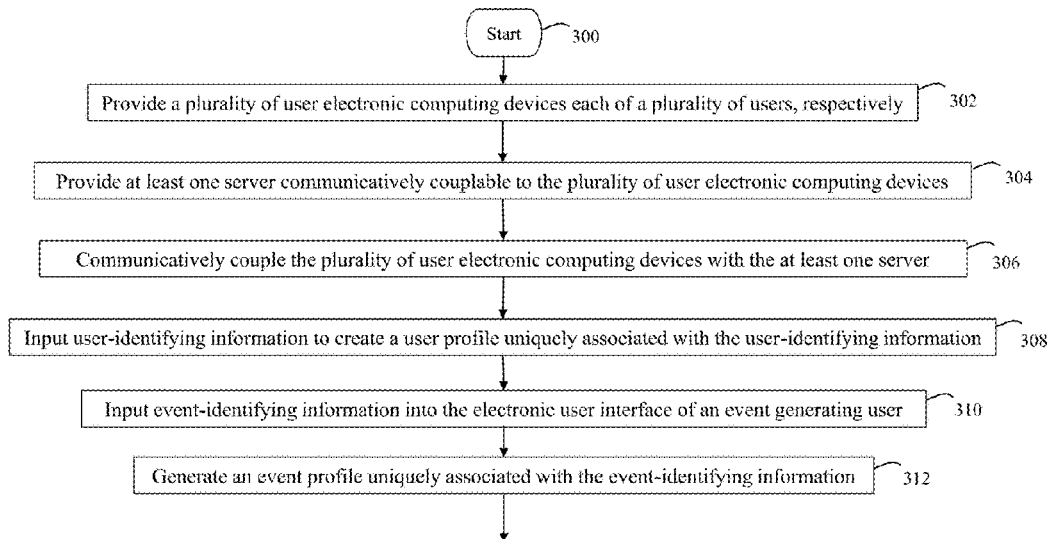 Start
300
Provide a plurality of user electronic computing devices each of a plurality of users, respectively
302
Provide at least one server communicatively couplable to the plurality of user electronic computing devices
304
Communicatively couple the plurality of user electronic computing devices with the at least one server
306
Input user-identifying information to create a user profile uniquely associated with the user-identifying information
308
Input event-identifying information into the electronic user interface of an event generating user
310
Generate an event profile uniquely associated with the event-identifying information
312